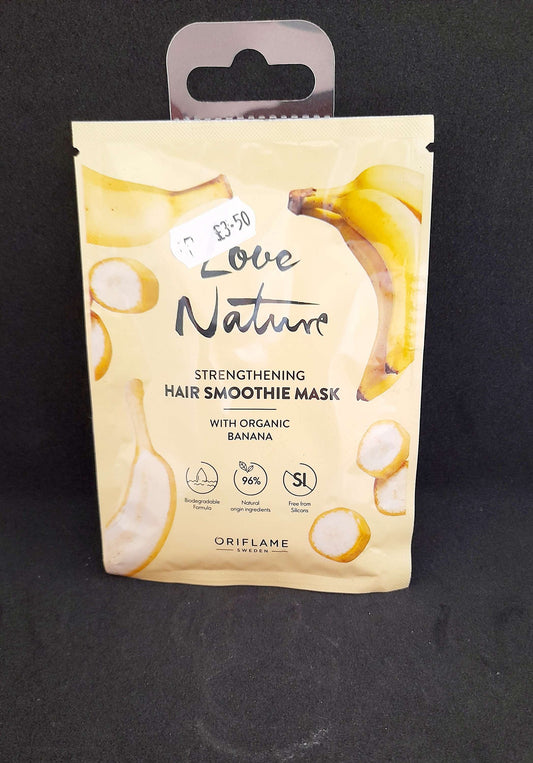 £3-50
Love
Nature
STRENGTHENING
HAIR SMOOTHIE MASK
WITH ORGANIC
BANANA
96%
SI
Biodegradable
Formula
Natural
origin ingredients
Free from
Silicons
ORIFLAME
SWEDEN